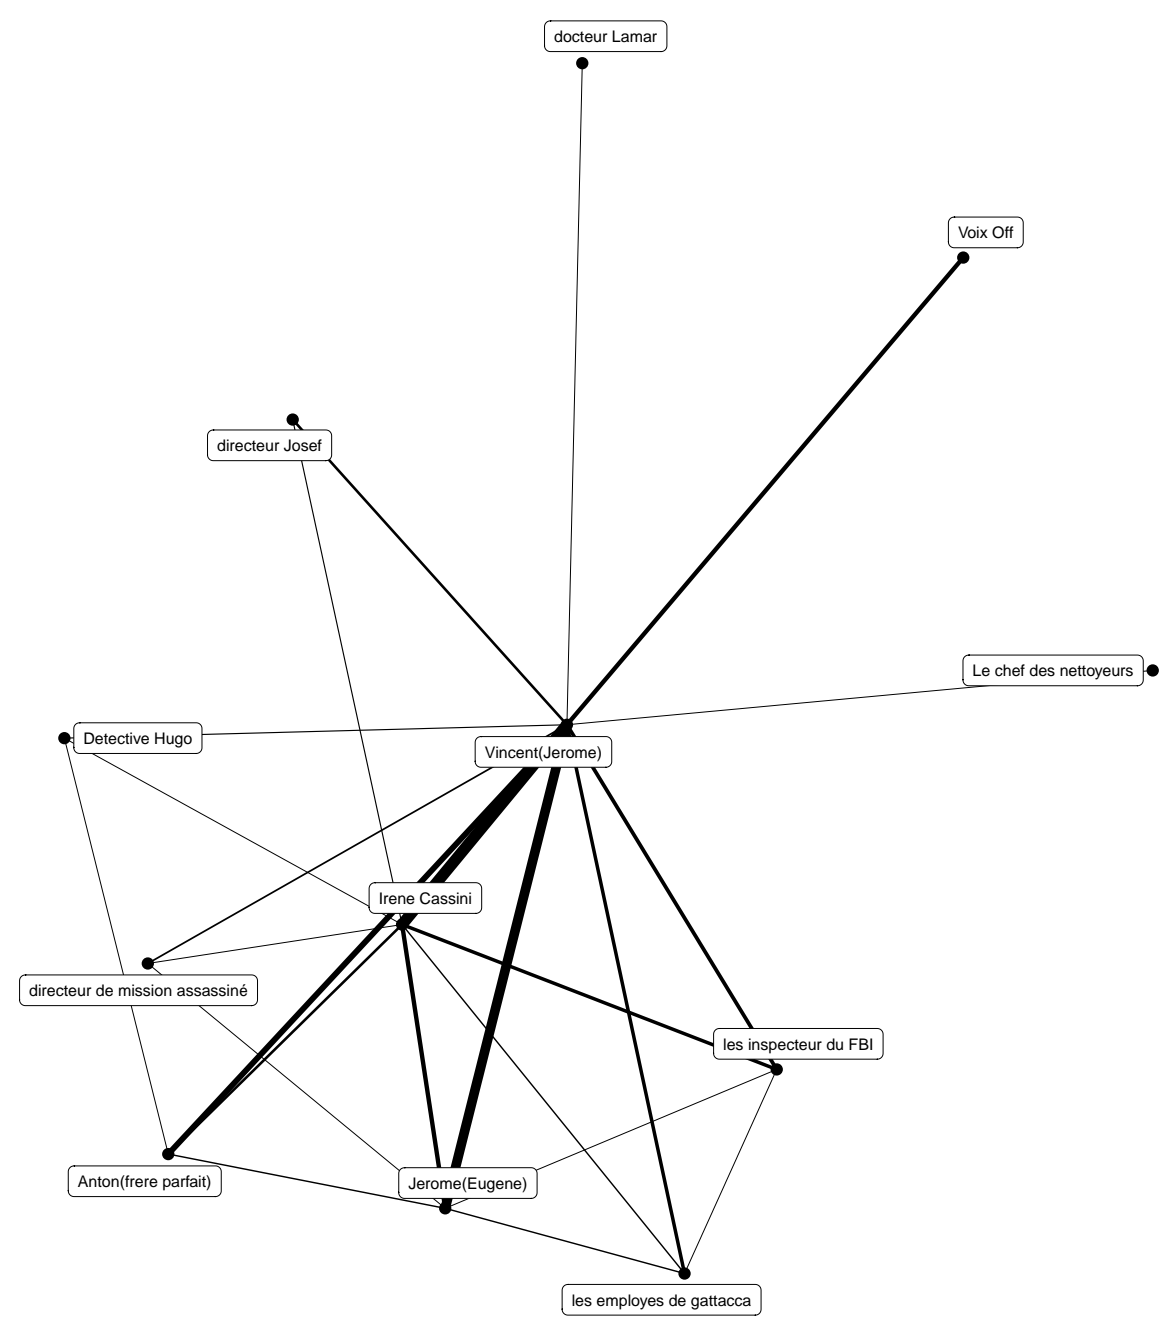 docteur Lamar
Voix Off
directeur Josef
Le chef des nettoyeurs
Detective Hugo
Vincent(Jerome)
Irene Cassini
directeur de mission assassiné
les inspecteur du FBI
Anton(frere parfait)
Jerome(Eugene)
les employes de gattacca